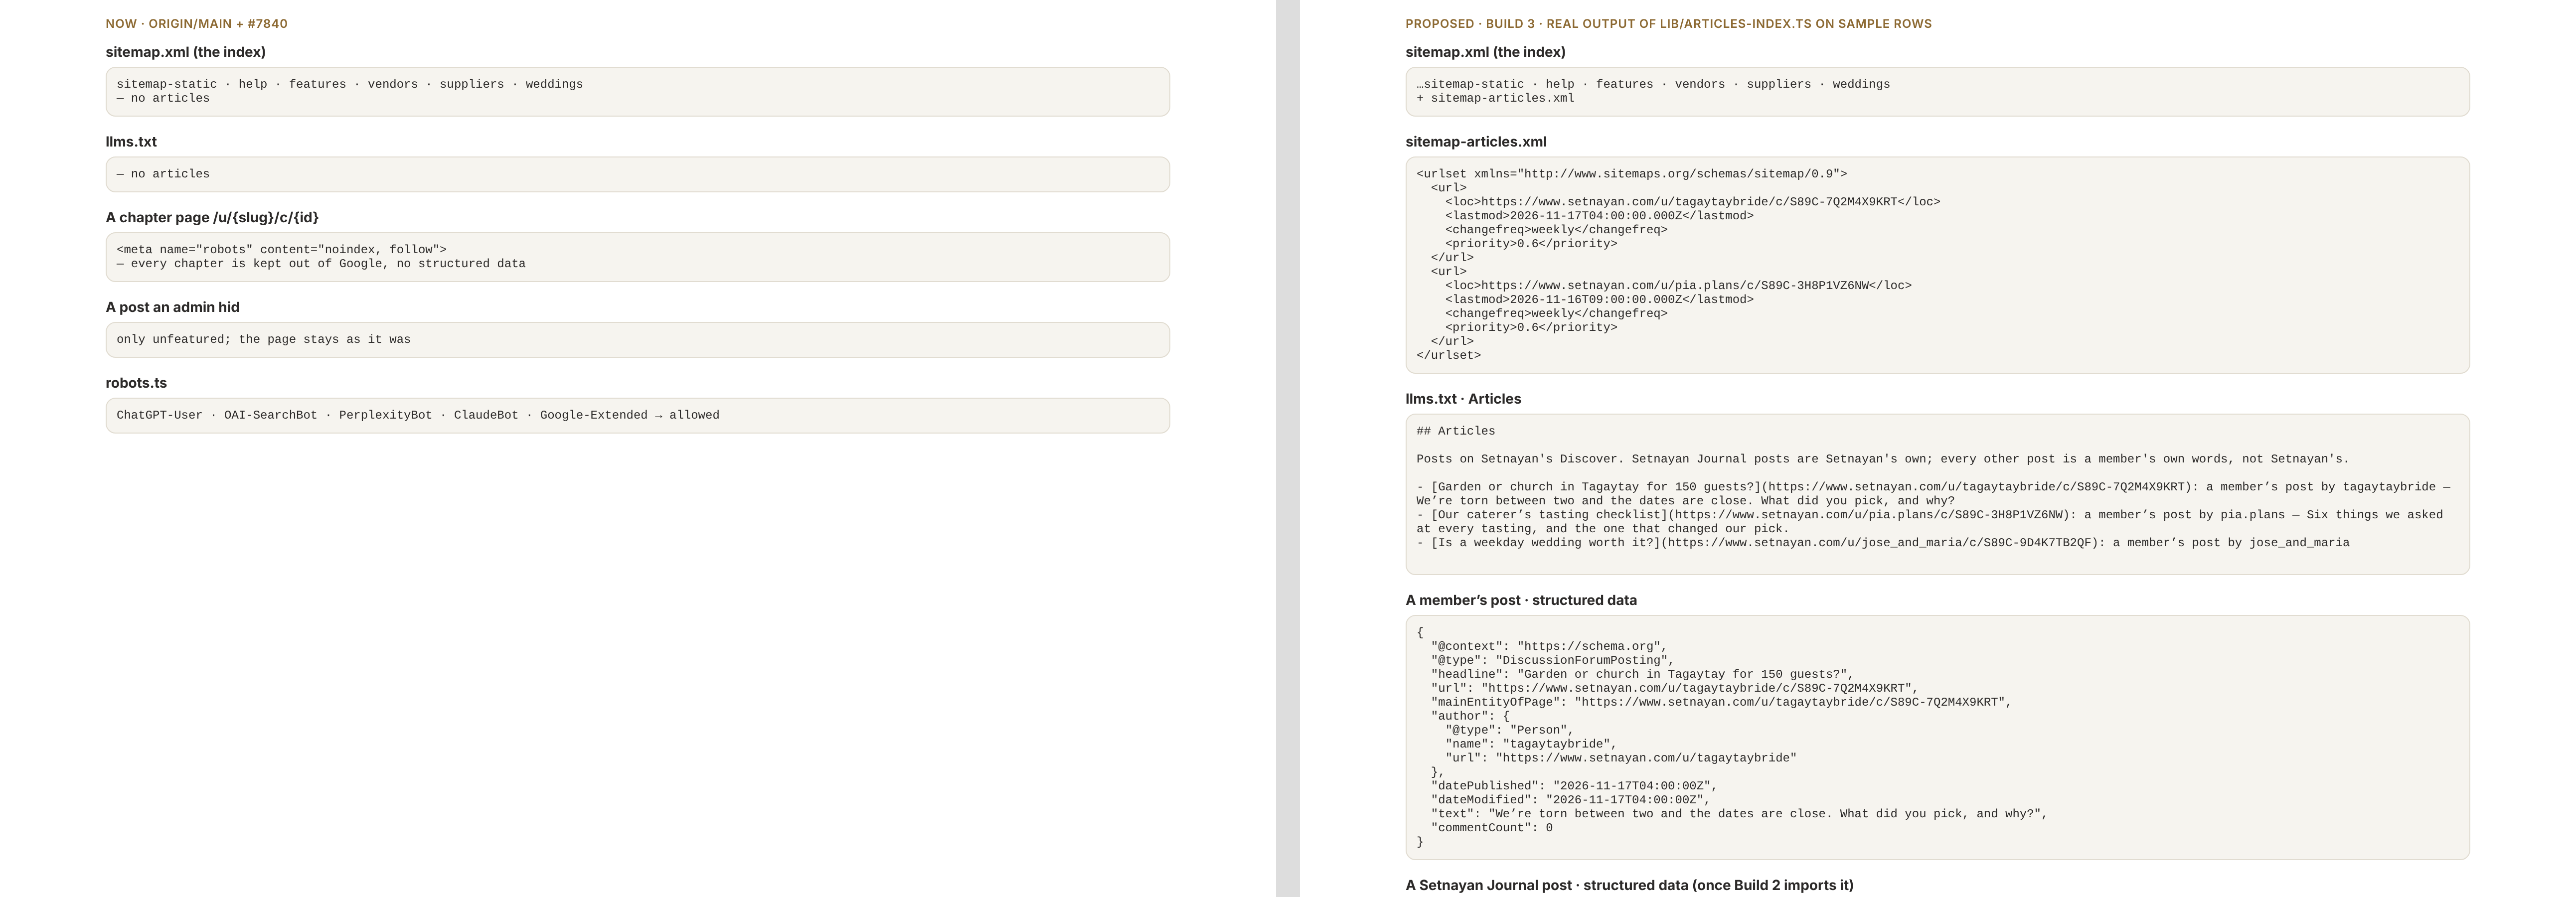 NOW · ORIGIN/MAIN + #7840
sitemap.xml (the index)
sitemap-static · help · features · vendors · suppliers · weddings
— no articles
llms.txt
— no articles
A chapter page /u/{slug}/c/{id}
<meta name="robots" content="noindex, follow">
— every chapter is kept out of Google, no structured data
A post an admin hid
only unfeatured; the page stays as it was
robots.ts
ChatGPT-User · OAI-SearchBot · PerplexityBot · ClaudeBot · Google-Extended → allowed
PROPOSED · BUILD 3 · REAL OUTPUT OF LIB/ARTICLES-INDEX.TS ON SAMPLE ROWS
sitemap.xml (the index)
…sitemap-static · help · features · vendors · suppliers · weddings
+ sitemap-articles.xml
sitemap-articles.xml
<urlset xmlns="http://www.sitemaps.org/schemas/sitemap/0.9">
  <url>
    <loc>https://www.setnayan.com/u/tagaytaybride/c/S89C-7Q2M4X9KRT</loc>
    <lastmod>2026-11-17T04:00:00.000Z</lastmod>
    <changefreq>weekly</changefreq>
    <priority>0.6</priority>
  </url>
  <url>
    <loc>https://www.setnayan.com/u/pia.plans/c/S89C-3H8P1VZ6NW</loc>
    <lastmod>2026-11-16T09:00:00.000Z</lastmod>
    <changefreq>weekly</changefreq>
    <priority>0.6</priority>
  </url>
</urlset>
llms.txt · Articles
## Articles
Posts on Setnayan's Discover. Setnayan Journal posts are Setnayan's own; every other post is a member's own words, not Setnayan's.
- [Garden or church in Tagaytay for 150 guests?](https://www.setnayan.com/u/tagaytaybride/c/S89C-7Q2M4X9KRT): a member’s post by tagaytaybride —
We’re torn between two and the dates are close. What did you pick, and why?
- [Our caterer’s tasting checklist](https://www.setnayan.com/u/pia.plans/c/S89C-3H8P1VZ6NW): a member’s post by pia.plans — Six things we asked
at every tasting, and the one that changed our pick.
- [Is a weekday wedding worth it?](https://www.setnayan.com/u/jose_and_maria/c/S89C-9D4K7TB2QF): a member’s post by jose_and_maria
A member’s post · structured data
{
  "@context": "https://schema.org",
  "@type": "DiscussionForumPosting",
  "headline": "Garden or church in Tagaytay for 150 guests?",
  "url": "https://www.setnayan.com/u/tagaytaybride/c/S89C-7Q2M4X9KRT",
  "mainEntityOfPage": "https://www.setnayan.com/u/tagaytaybride/c/S89C-7Q2M4X9KRT",
  "author": {
    "@type": "Person",
    "name": "tagaytaybride",
    "url": "https://www.setnayan.com/u/tagaytaybride"
  },
  "datePublished": "2026-11-17T04:00:00Z",
  "dateModified": "2026-11-17T04:00:00Z",
  "text": "We’re torn between two and the dates are close. What did you pick, and why?",
  "commentCount": 0
}
A Setnayan Journal post · structured data (once Build 2 imports it)